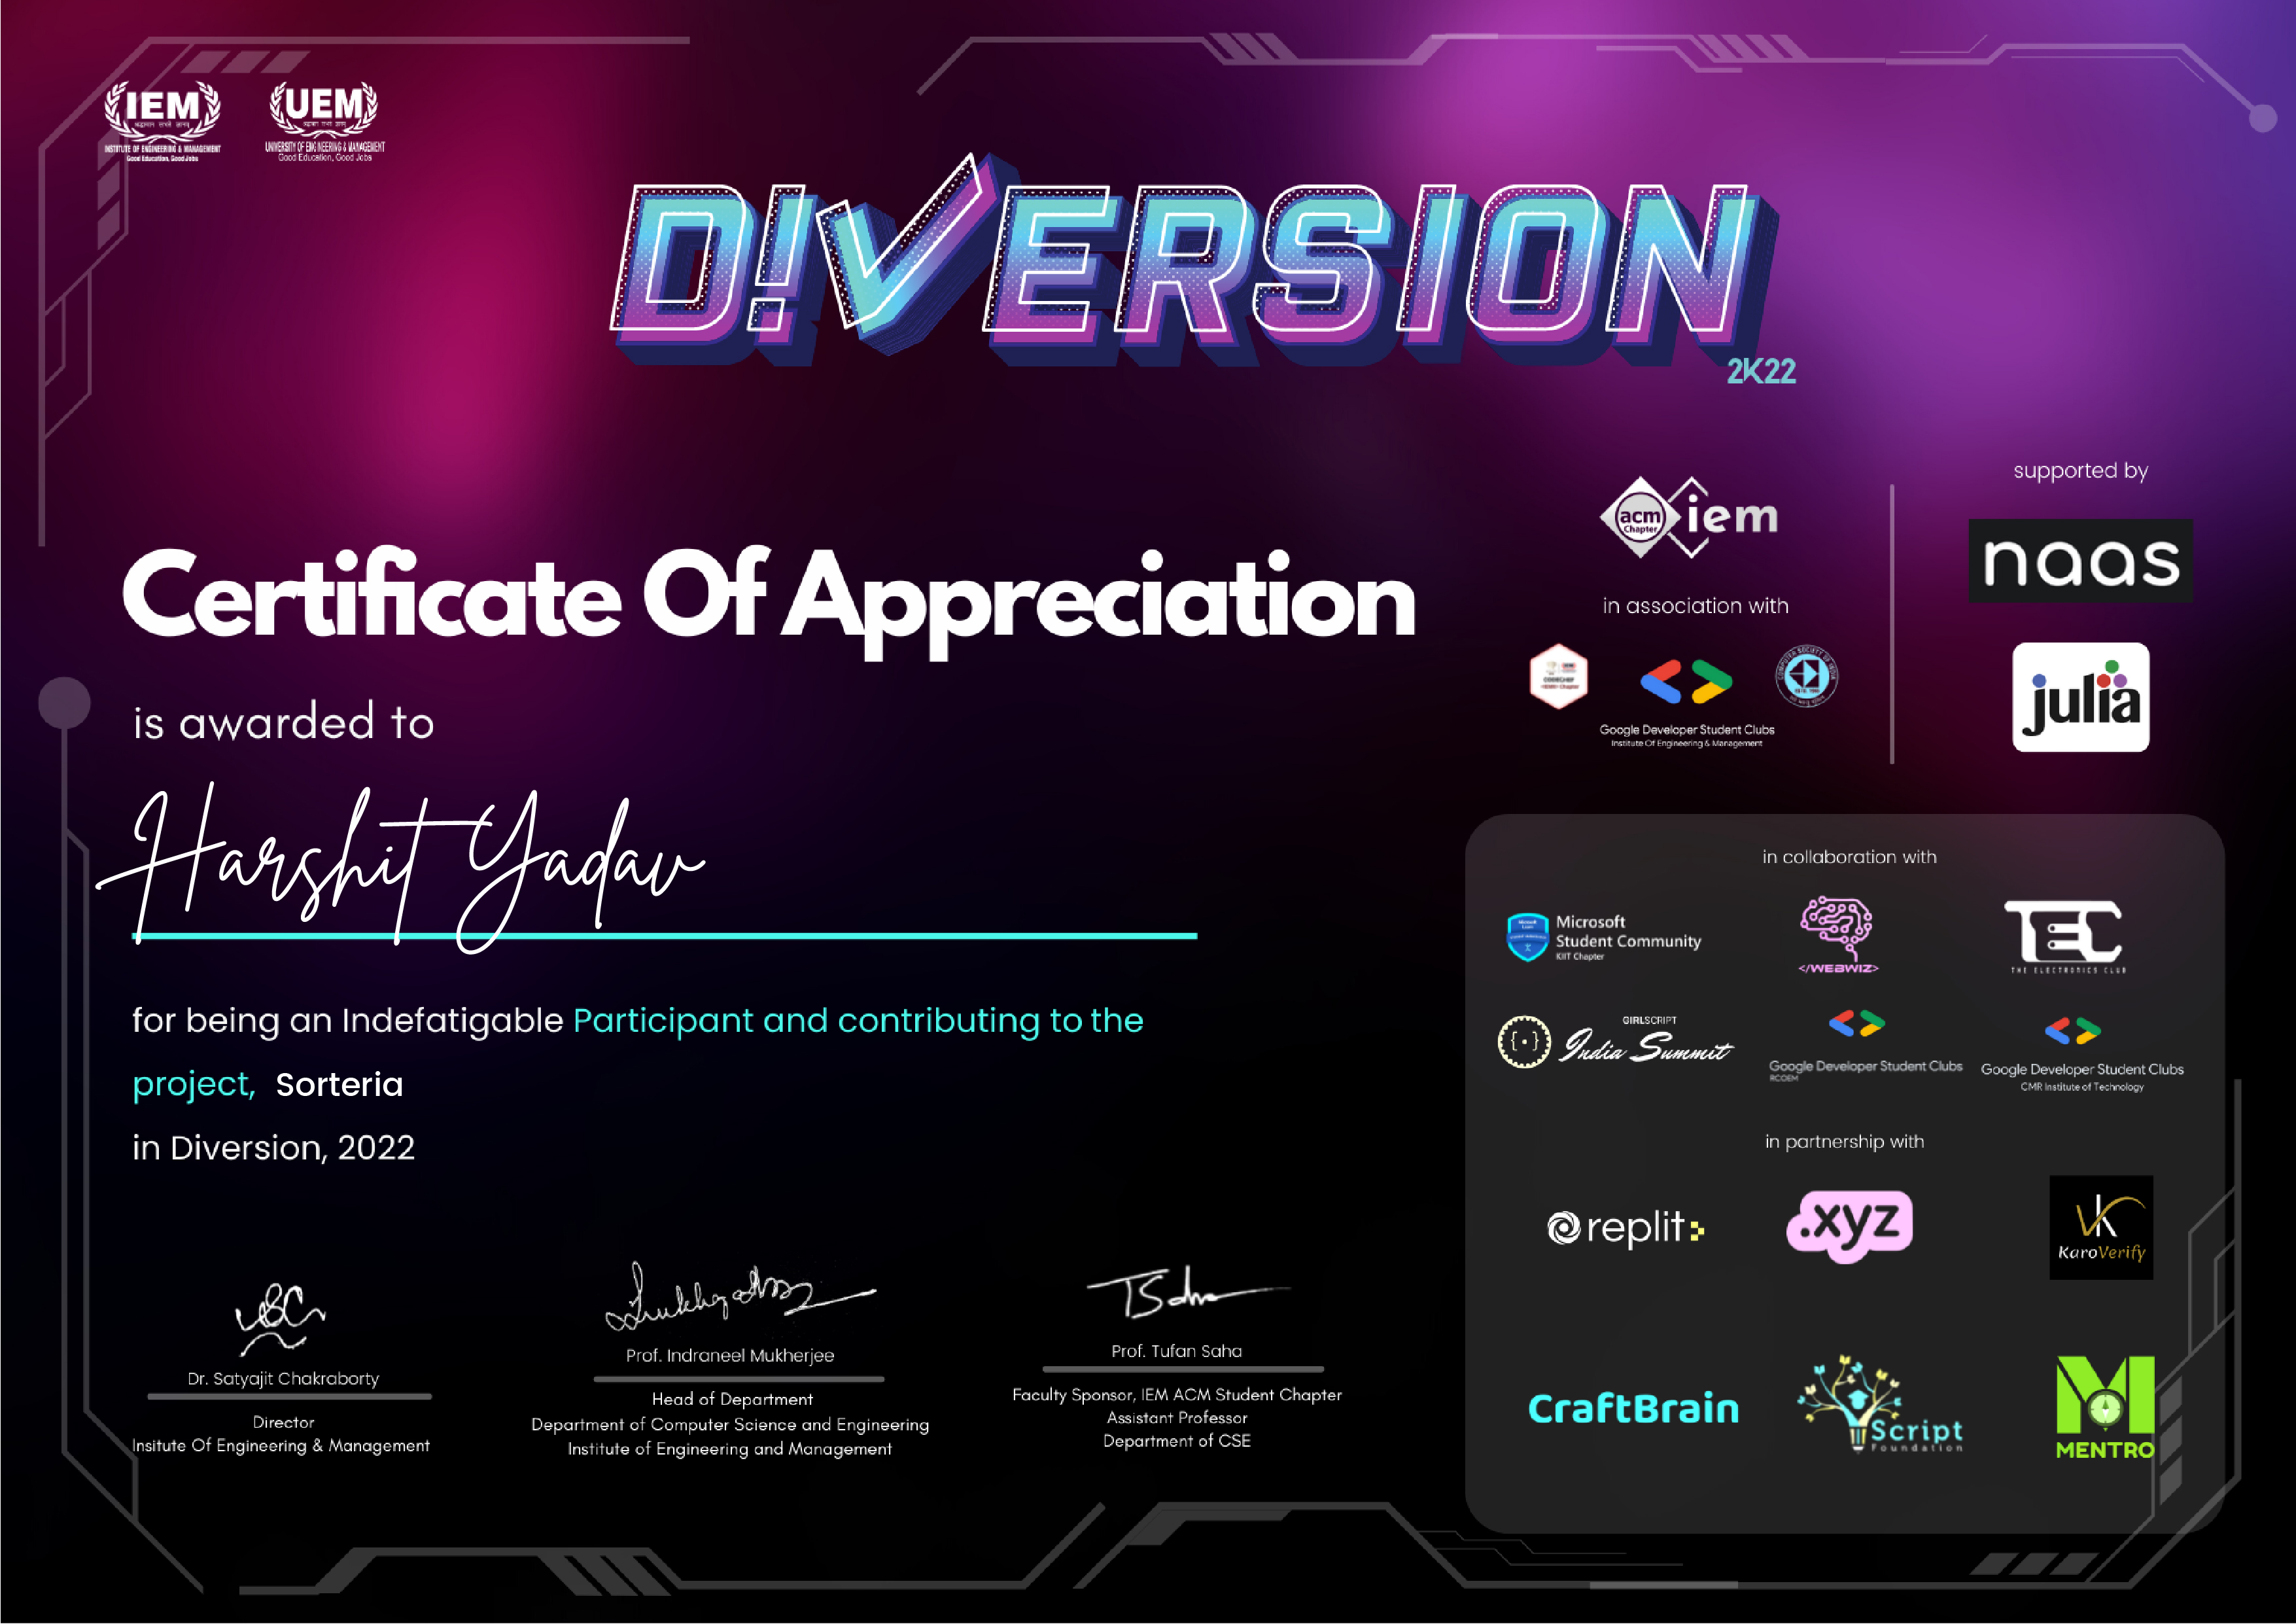 IEM
INSTITUTE OF ENGINEERING & MANAGEMENT
Good Education, Good Jobs
UEM
UNIVERSITY OF ENGINEERING & MANAGEMENT
Good Education, Good Jobs
D!VERSION
2K22
Certificate Of Appreciation
is awarded to
Harshit Yadav
for being an Indefatigable Participant and contributing to the
project, Sorteria
in Diversion, 2022
Dr. Satyajit Chakraborty
Director
Insitute Of Engineering & Management
Prof. Indraneel Mukherjee
Head of Department
Department of Computer Science and Engineering
Institute of Engineering and Management
Prof. Tufan Saha
Faculty Sponsor, IEM ACM Student Chapter
Assistant Professor
Department of CSE
acm
Chapter
iem
in association with
CODECHEF
Google Developer Student Clubs
Institute Of Engineering & Management
COMPUTER SOCIETY OF INDIA
supported by
naas
julia
in collaboration with
Microsoft
Student Community
KIIT Chapter
</WEBWIZ>
TEC
THE ELECTRONICS CLUB
GIRLSCRIPT
India Summit
Google Developer Student Clubs
RCOEM
Google Developer Student Clubs
CMR Institute of Technology
in partnership with
replit
.xyz
VK
KaroVerify
CraftBrain
Script
Foundation
M
MENTRO